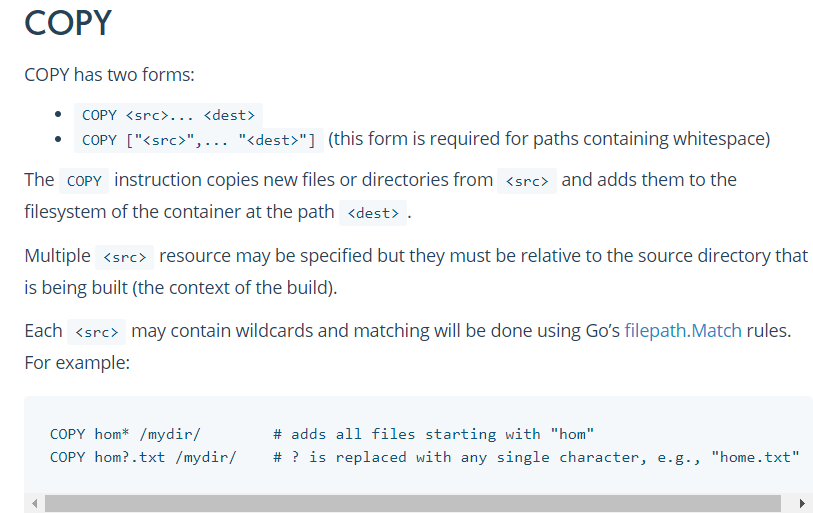 COPY
COPY has two forms:
COPY <src>... <dest>
COPY ["<src>",... "<dest>"] (this form is required for paths containing whitespace)
The COPY instruction copies new files or directories from <src> and adds them to the
filesystem of the container at the path <dest> .
Multiple <src> resource may be specified but they must be relative to the source directory that
is being built (the context of the build).
Each <src> may contain wildcards and matching will be done using Go’s filepath.Match rules.
For example:
COPY hom* /mydir/ # adds all files starting with "hom"
COPY hom?.txt /mydir/ # ? is replaced with any single character, e.g., "home.txt"